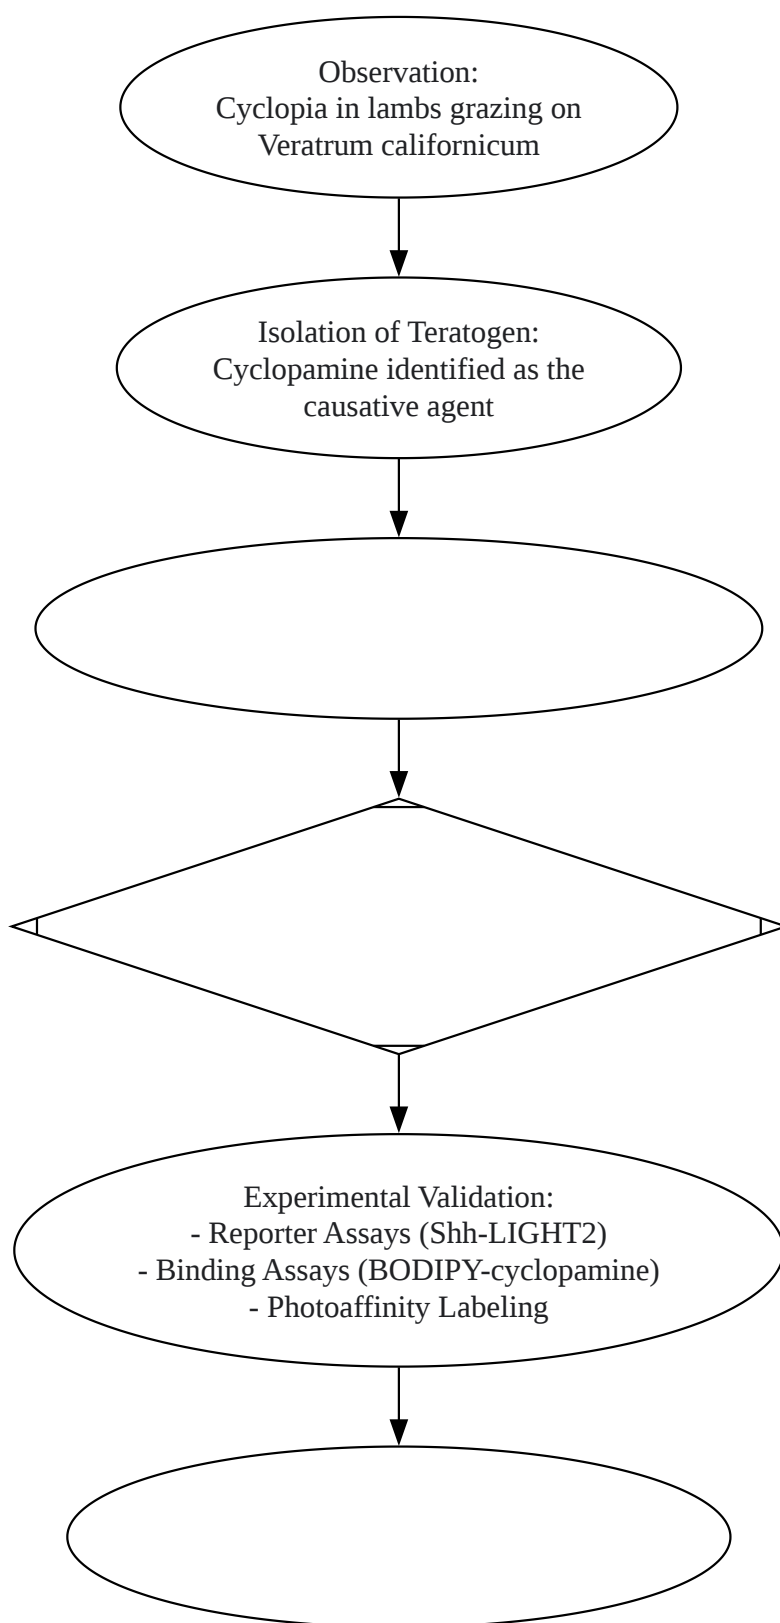 Observation:
Cyclopia in lambs grazing on
Veratrum californicum
Isolation of Teratogen:
Cyclopamine identified as the
causative agent
Experimental Validation:
- Reporter Assays (Shh-LIGHT2)
- Binding Assays (BODIPY-cyclopamine)
- Photoaffinity Labeling